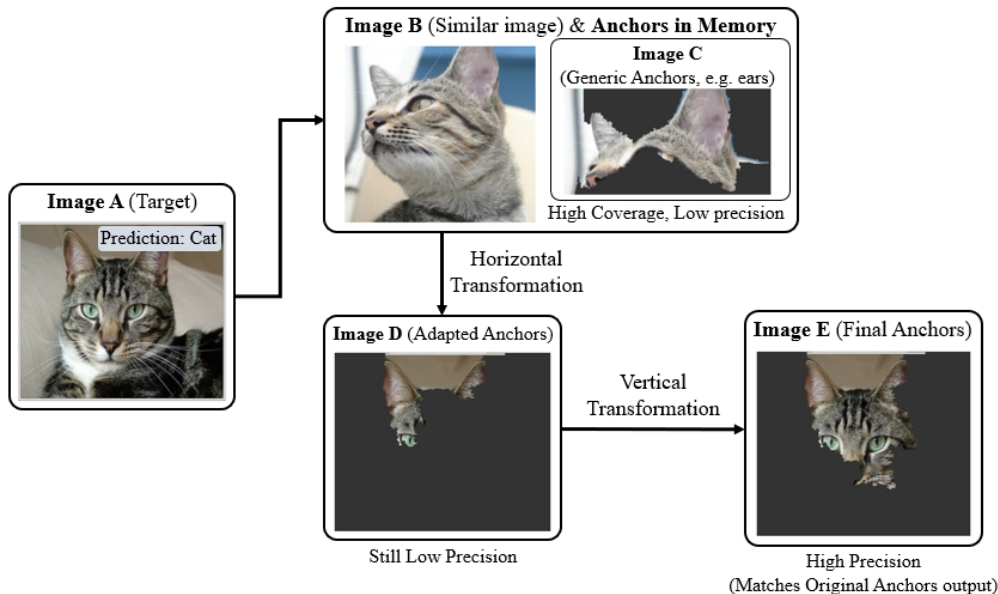 Image B (Similar image) & Anchors in Memory
Image C
(Generic Anchors, e.g. ears)
High Coverage, Low precision
Image A (Target)
Prediction: Cat
Horizontal
Transformation
Image D (Adapted Anchors)
Still Low Precision
Vertical
Transformation
Image E (Final Anchors)
High Precision
(Matches Original Anchors output)